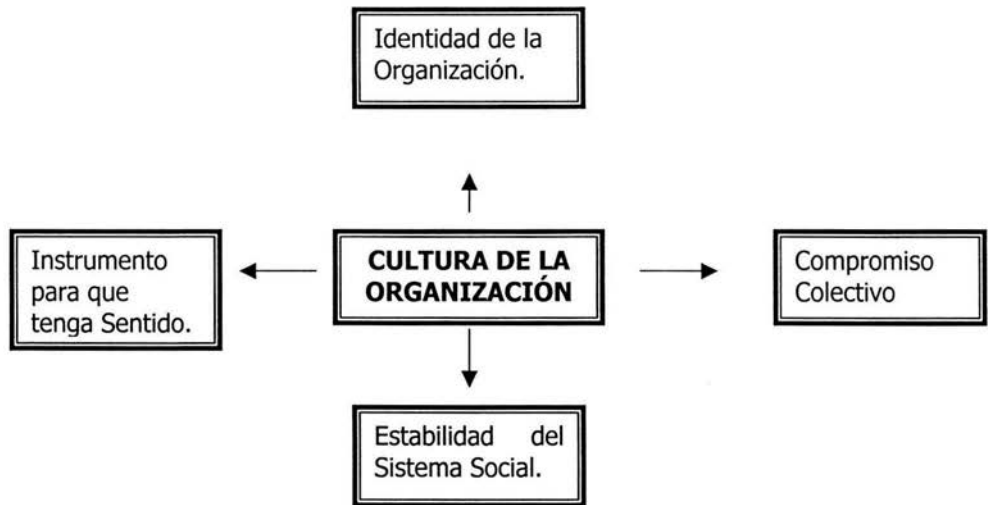 Identidad de la
Organización.
Instrumento
para que
tenga Sentido.
CULTURA DE LA
ORGANIZACIÓN
Compromiso
Colectivo
Estabilidad del
Sistema Social.